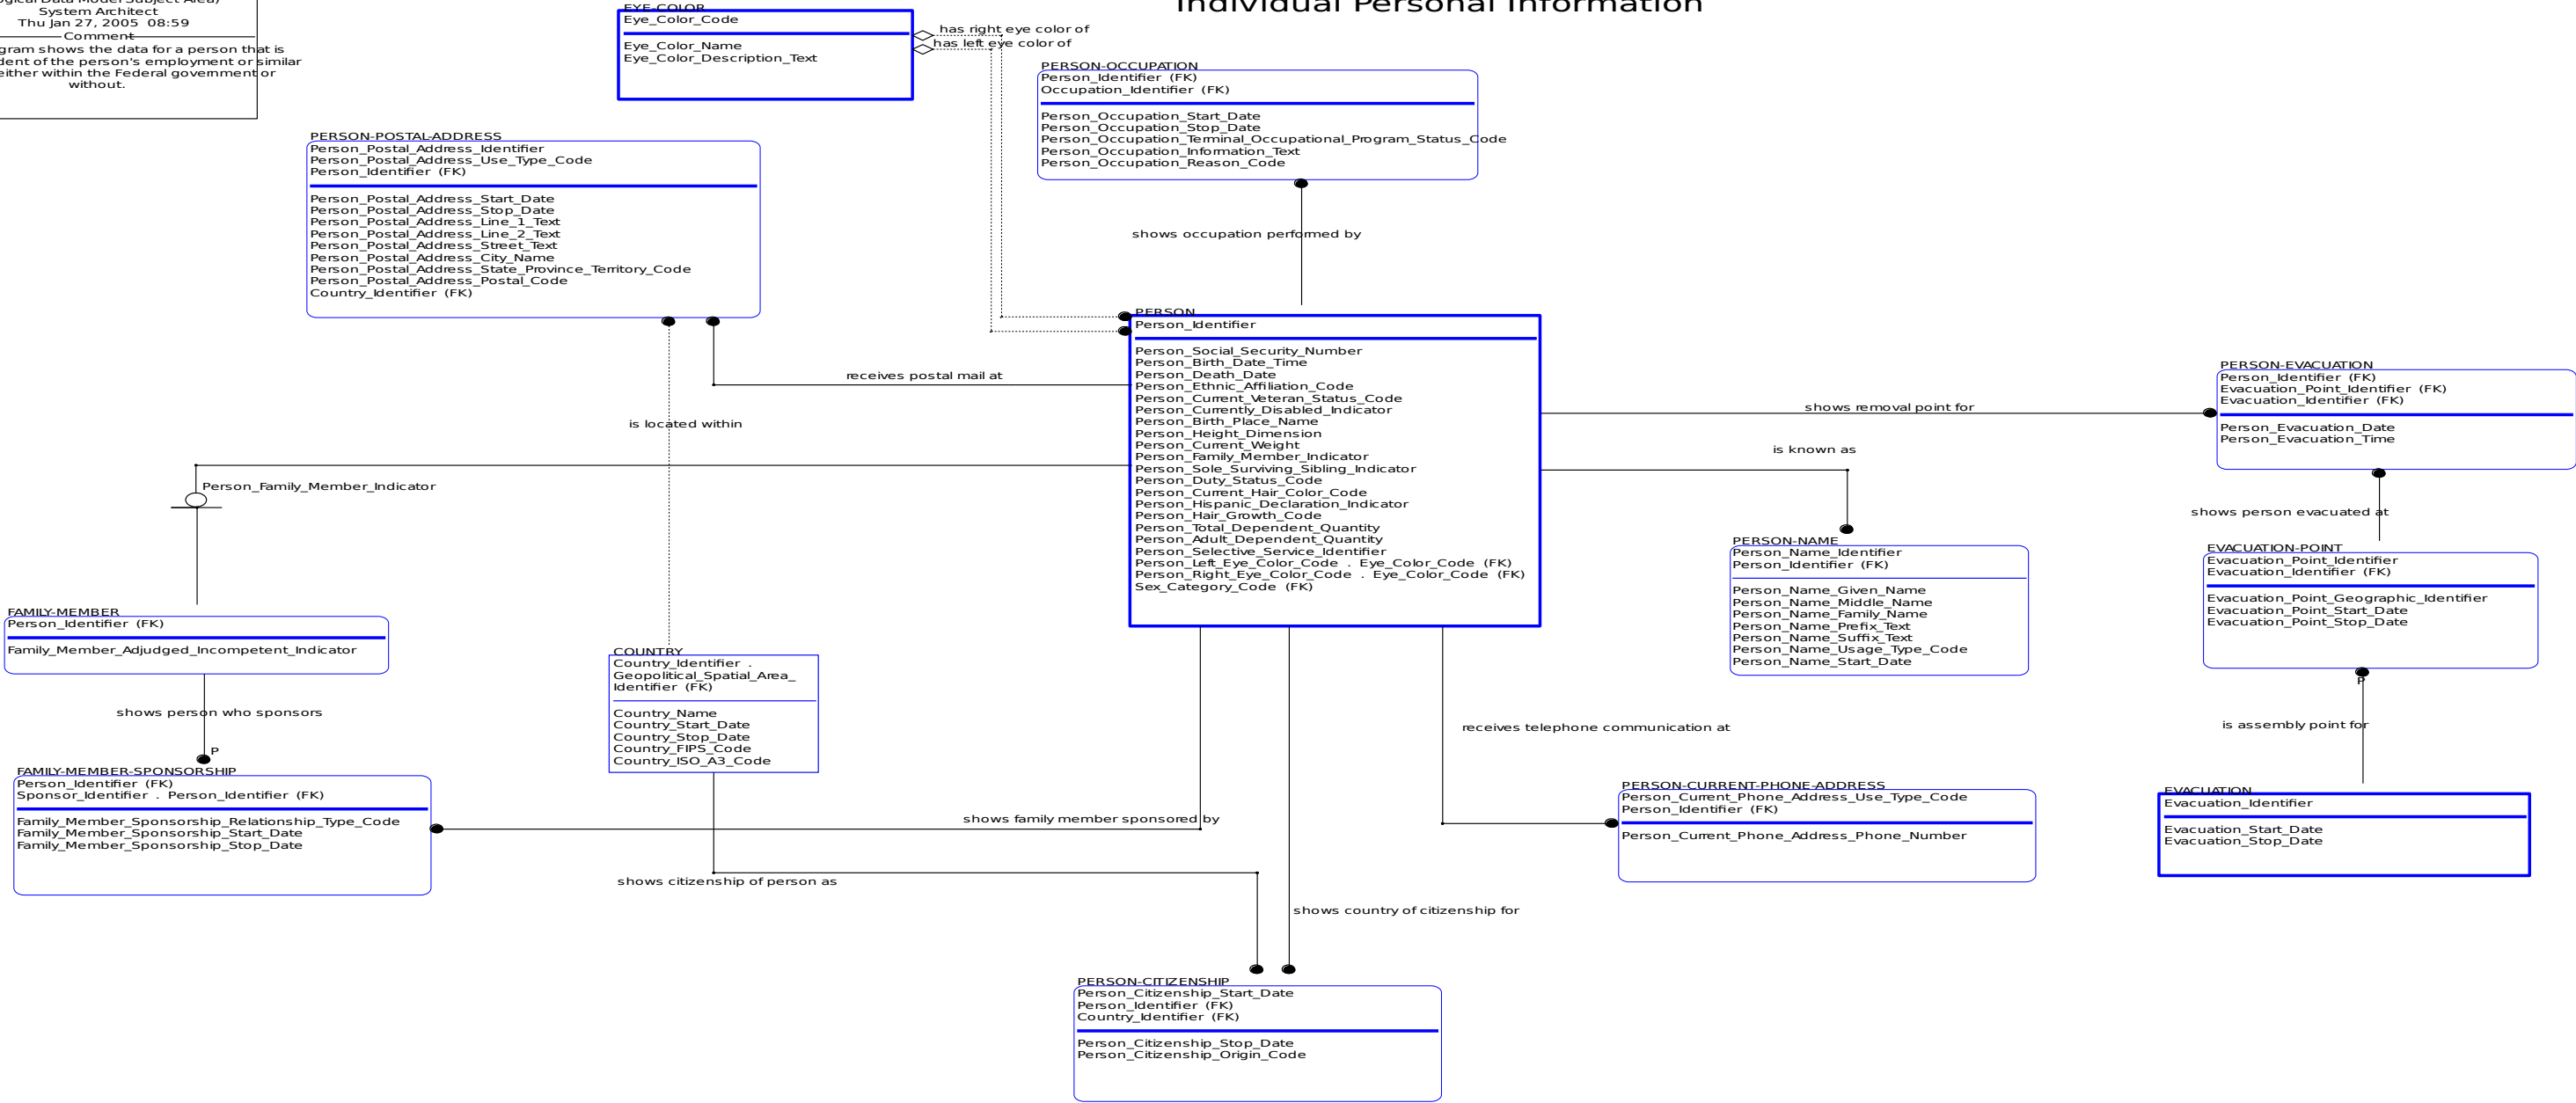 Individual Personal Information
System Architect
Thu Jan 27, 2005 08:59
Comment
shows the data for a person that is
of the person's employment or similar
either within the Federal government or
without.
EYE-COLOR
Eye_Color_Code
Eye_Color_Name
Eye_Color_Description_Text
has right eye color of
has left eye color of
PERSON-OCCUPATION
Person_Identifier (FK)
Occupation_Identifier (FK)
Person_Occupation_Start_Date
Person_Occupation_Stop_Date
Person_Occupation_Terminal_Occupational_Program_Status_Code
Person_Occupation_Information_Text
Person_Occupation_Reason_Code
PERSON-POSTAL-ADDRESS
Person_Postal_Address_Identifier
Person_Postal_Address_Use_Type_Code
Person_Identifier (FK)
Person_Postal_Address_Start_Date
Person_Postal_Address_Stop_Date
Person_Postal_Address_Line_1_Text
Person_Postal_Address_Line_2_Text
Person_Postal_Address_Street_Text
Person_Postal_Address_City_Name
Person_Postal_Address_State_Province_Territory_Code
Person_Postal_Address_Postal_Code
Country_Identifier (FK)
shows occupation performed by
receives postal mail at
is located within
PERSON
Person_Identifier
Person_Social_Security_Number
Person_Birth_Date_Time
Person_Death_Date
Person_Ethnic_Affiliation_Code
Person_Current_Veteran_Status_Code
Person_Currently_Disabled_Indicator
Person_Birth_Place_Name
Person_Height_Dimension
Person_Current_Weight
Person_Family_Member_Indicator
Person_Sole_Surviving_Sibling_Indicator
Person_Duty_Status_Code
Person_Current_Hair_Color_Code
Person_Hispanic_Declaration_Indicator
Person_Hair_Growth_Code
Person_Total_Dependent_Quantity
Person_Adult_Dependent_Quantity
Person_Selective_Service_Identifier
Person_Left_Eye_Color_Code . Eye_Color_Code (FK)
Person_Right_Eye_Color_Code . Eye_Color_Code (FK)
Sex_Category_Code (FK)
shows removal point for
is known as
PERSON-EVACUATION
Person_Identifier (FK)
Evacuation_Point_Identifier (FK)
Evacuation_Identifier (FK)
Person_Evacuation_Date
Person_Evacuation_Time
shows person evacuated at
Person_Family_Member_Indicator
PERSON-NAME
Person_Name_Identifier
Person_Identifier (FK)
Person_Name_Given_Name
Person_Name_Middle_Name
Person_Name_Family_Name
Person_Name_Prefix_Text
Person_Name_Suffix_Text
Person_Name_Usage_Type_Code
Person_Name_Start_Date
EVACUATION-POINT
Evacuation_Point_Identifier
Evacuation_Identifier (FK)
Evacuation_Point_Geographic_Identifier
Evacuation_Point_Start_Date
Evacuation_Point_Stop_Date
P
is assembly point for
FAMILY-MEMBER
Person_Identifier (FK)
Family_Member_Adjudged_Incompetent_Indicator
shows person who sponsors
P
COUNTRY
Country_Identifier .
Geopolitical_Spatial_Area_
Identifier (FK)
Country_Name
Country_Start_Date
Country_Stop_Date
Country_FIPS_Code
Country_ISO_A3_Code
receives telephone communication at
FAMILY-MEMBER-SPONSORSHIP
Person_Identifier (FK)
Sponsor_Identifier . Person_Identifier (FK)
Family_Member_Sponsorship_Relationship_Type_Code
Family_Member_Sponsorship_Start_Date
Family_Member_Sponsorship_Stop_Date
shows family member sponsored by
PERSON-CURRENT-PHONE-ADDRESS
Person_Current_Phone_Address_Use_Type_Code
Person_Identifier (FK)
Person_Current_Phone_Address_Phone_Number
EVACUATION
Evacuation_Identifier
Evacuation_Start_Date
Evacuation_Stop_Date
shows citizenship of person as
shows country of citizenship for
PERSON-CITIZENSHIP
Person_Citizenship_Start_Date
Person_Identifier (FK)
Country_Identifier (FK)
Person_Citizenship_Stop_Date
Person_Citizenship_Origin_Code